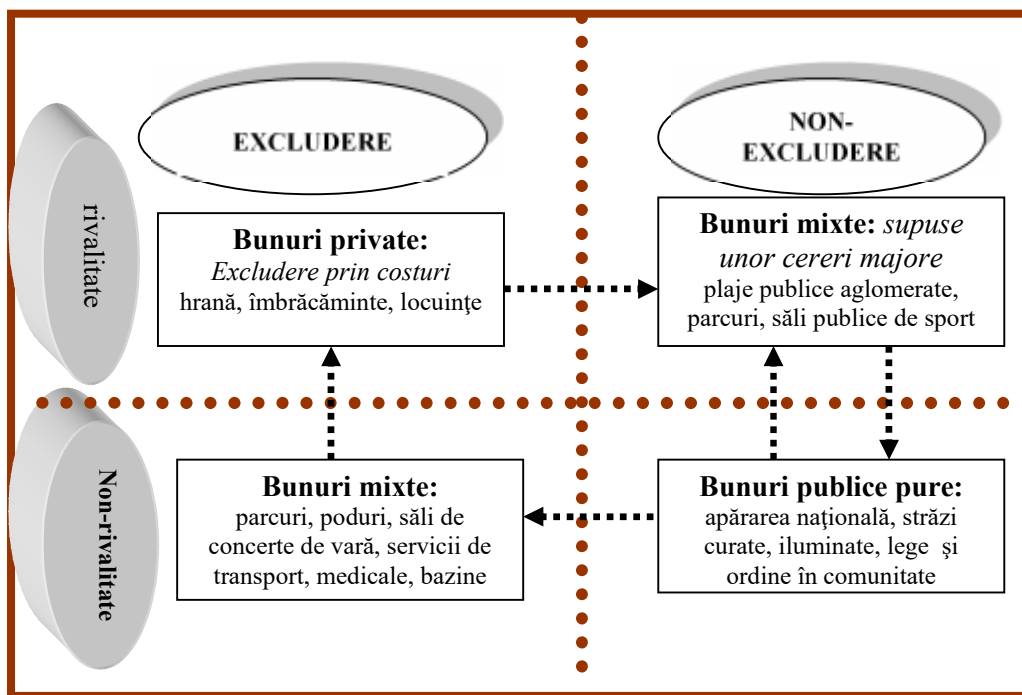 EXCLUDERE
NON-
EXCLUDERE
rivalitate
Bunuri private:
Excludere prin costuri
hrană, îmbrăcăminte, locuinţe
Bunuri mixte: supuse
unor cereri majore
plaje publice aglomerate,
parcuri, săli publice de sport
Non-rivalitate
Bunuri mixte:
parcuri, poduri, săli de
concerte de vară, servicii de
transport, medicale, bazine
Bunuri publice pure:
apărarea naţională, străzi
curate, iluminate, lege şi
ordine în comunitate